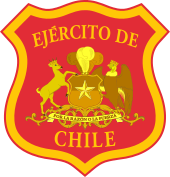 EJÉRCITO DE
POR LA RAZON O LA FUERZA
CHILE